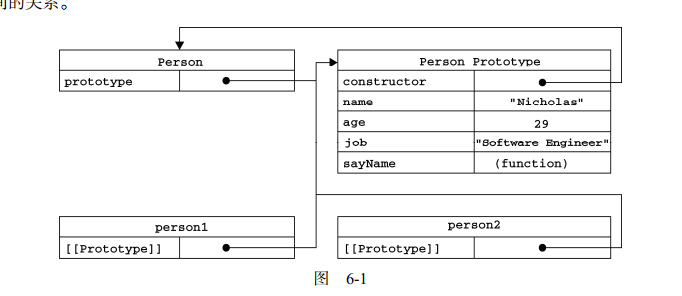 的关系。
Person
prototype
Person Prototype
constructor
name "Nicholas"
age 29
job "Software Engineer"
sayName (function)
person1
[[Prototype]]
person2
[[Prototype]]
图 6-1